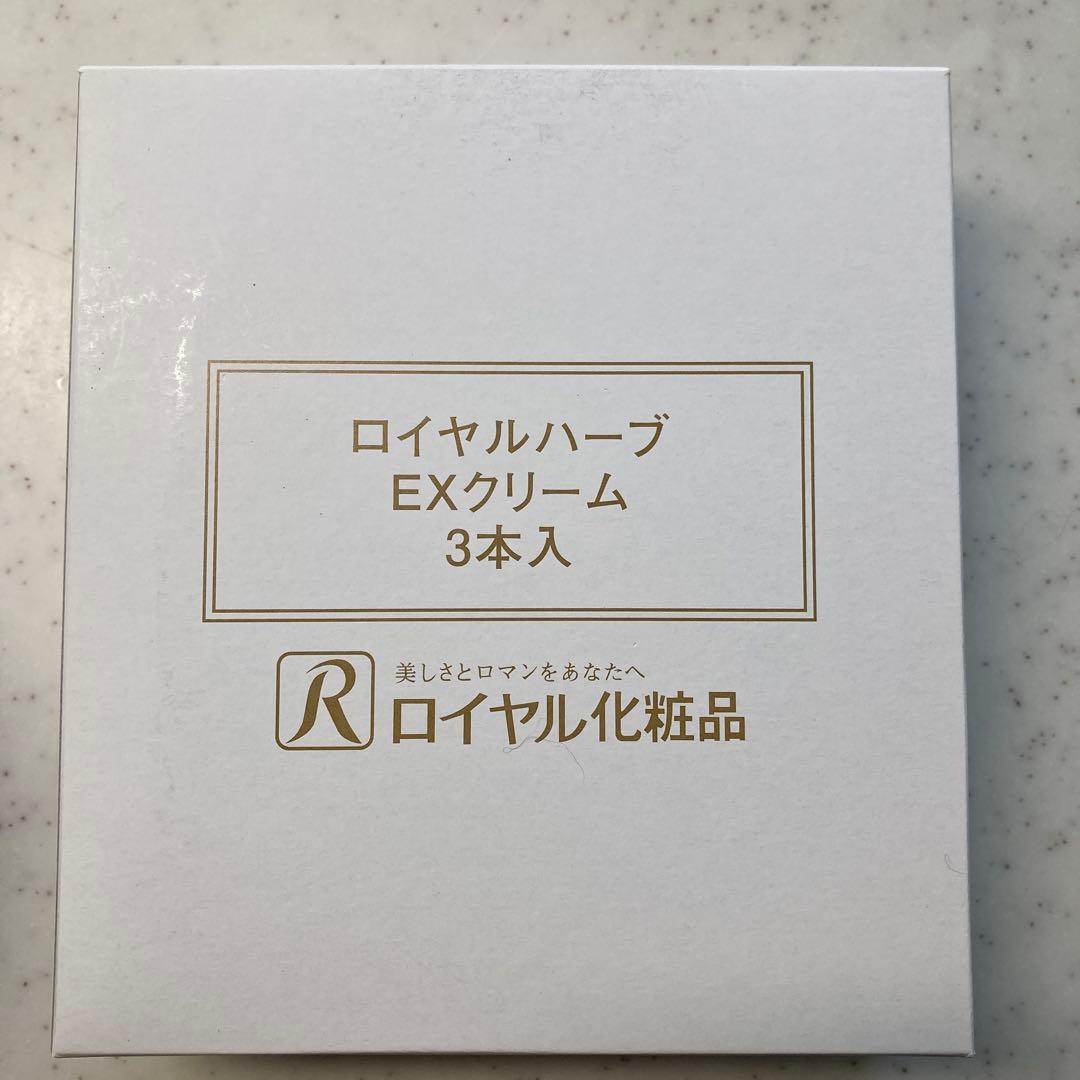 ロイヤルハーブ
EXクリーム
3本入
R
美しさとロマンをあなたへ
ロイヤル化粧品